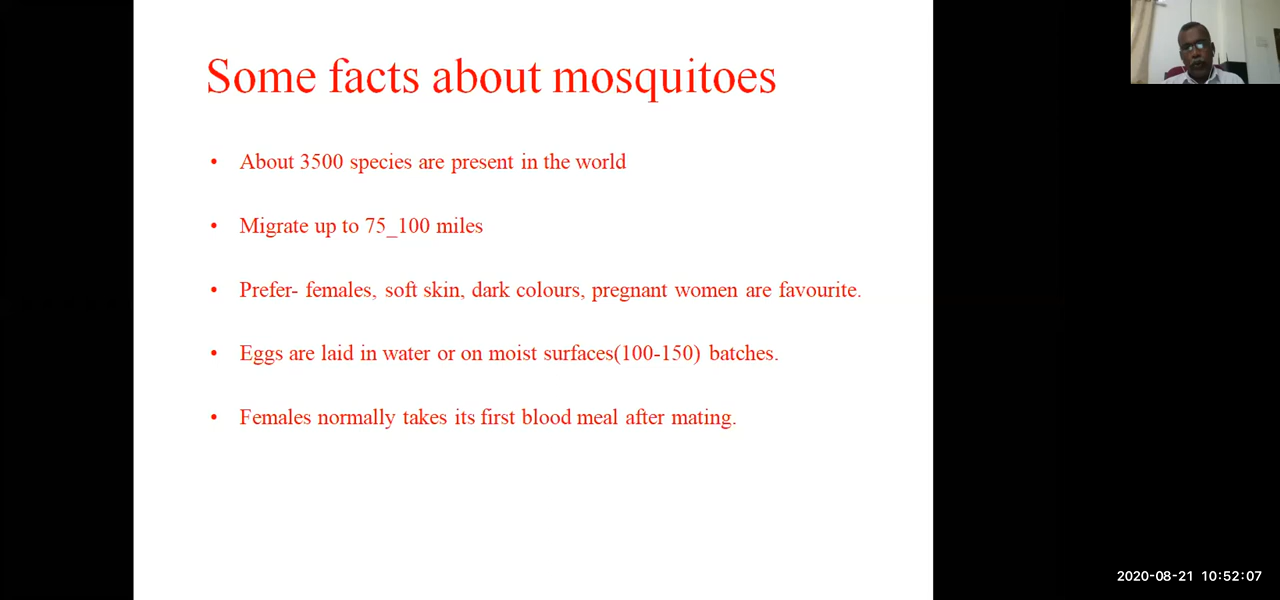 Some facts about mosquitoes
• About 3500 species are present in the world
• Migrate up to 75_100 miles
• Prefer- females, soft skin, dark colours, pregnant women are favourite.
• Eggs are laid in water or on moist surfaces(100-150) batches.
• Females normally takes its first blood meal after mating.
2020-08-21 10:52:07